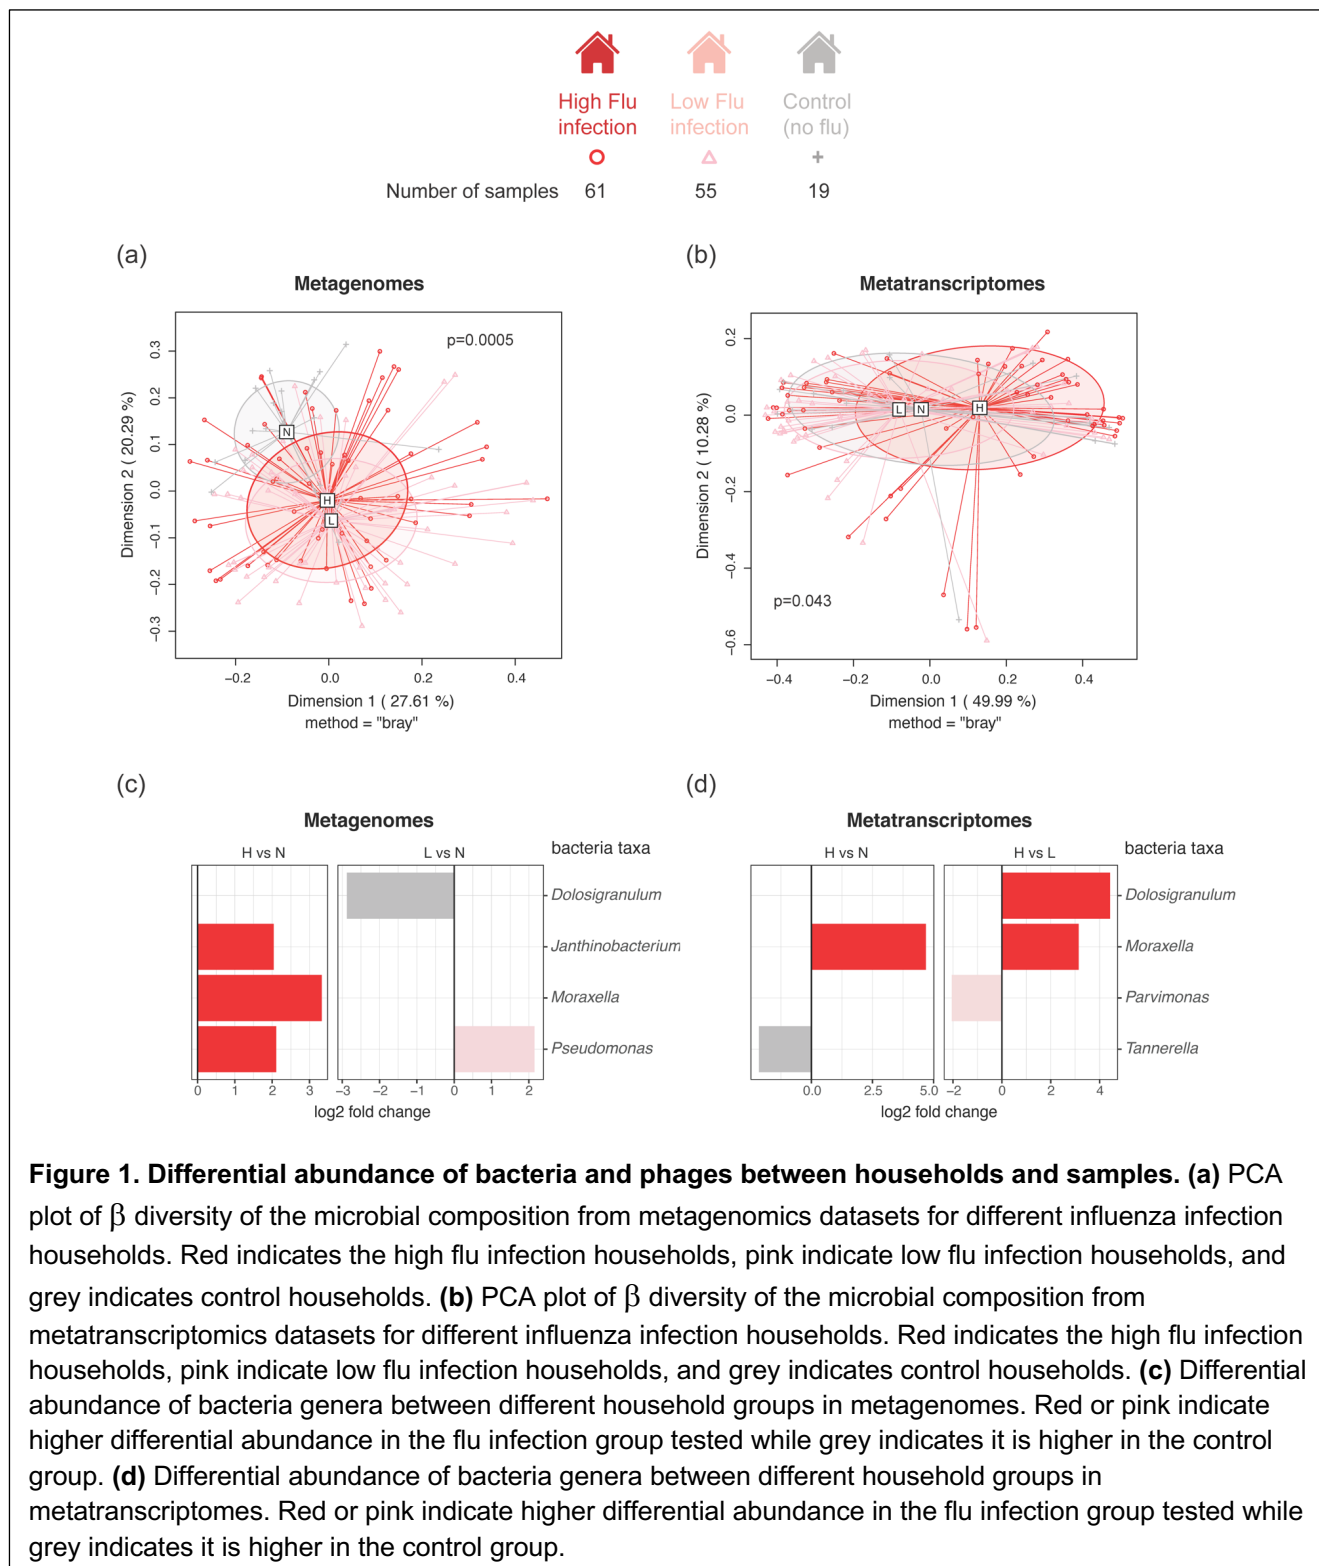 High Flu infection
Low Flu infection
Control (no flu)
Number of samples 61 55 19
(a)
Metagenomes
p=0.0005
Dimension 2 ( 20.29 %)
0.3
0.2
0.1
0.0
−0.1
−0.2
−0.3
N
H
L
−0.2 0.0 0.2 0.4
Dimension 1 ( 27.61 %)
method = "bray"
(b)
Metatranscriptomes
Dimension 2 ( 10.28 %)
0.2
0.0
−0.2
−0.4
−0.6
L N H
p=0.043
−0.4 −0.2 0.0 0.2 0.4
Dimension 1 ( 49.99 %)
method = "bray"
(c)
Metagenomes
H vs N L vs N bacteria taxa
Dolosigranulum
Janthinobacterium
Moraxella
Pseudomonas
0 1 2 3 −3 −2 −1 0 1 2
log2 fold change
(d)
Metatranscriptomes
H vs N H vs L bacteria taxa
Dolosigranulum
Moraxella
Parvimonas
Tannerella
0.0 2.5 5.0 −2 0 2 4
log2 fold change
Figure 1. Differential abundance of bacteria and phages between households and samples. (a) PCA
plot of β diversity of the microbial composition from metagenomics datasets for different influenza infection
households. Red indicates the high flu infection households, pink indicate low flu infection households, and
grey indicates control households. (b) PCA plot of β diversity of the microbial composition from
metatranscriptomics datasets for different influenza infection households. Red indicates the high flu infection
households, pink indicate low flu infection households, and grey indicates control households. (c) Differential
abundance of bacteria genera between different household groups in metagenomes. Red or pink indicate
higher differential abundance in the flu infection group tested while grey indicates it is higher in the control
group. (d) Differential abundance of bacteria genera between different household groups in
metatranscriptomes. Red or pink indicate higher differential abundance in the flu infection group tested while
grey indicates it is higher in the control group.